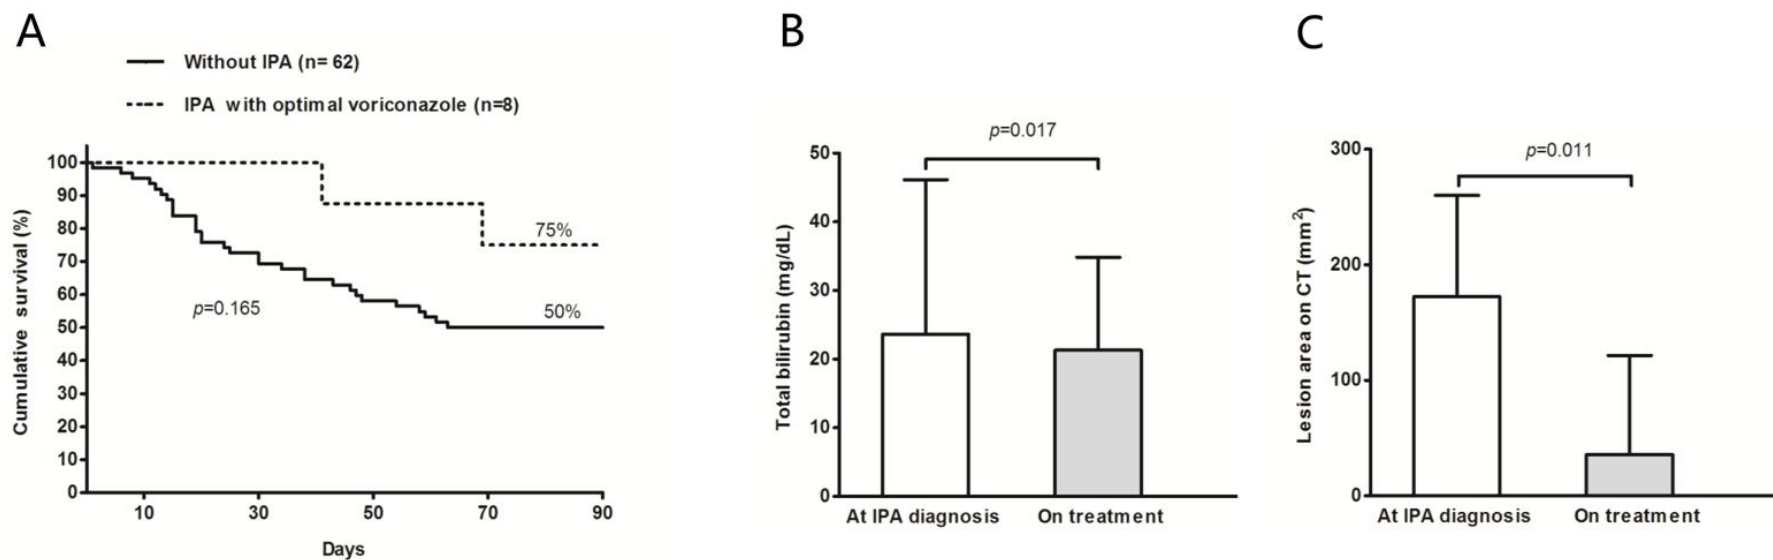 A
Without IPA (n= 62)
IPA with optimal voriconazole (n=8)
Cumulative survival (%)
100
90
80
70
60
50
40
30
20
10
0
75%
50%
p=0.165
10
30
50
70
90
Days
B
p=0.017
Total bilirubin (mg/dL)
50
40
30
20
10
0
At IPA diagnosis
On treatment
C
p=0.011
Lesion area on CT (mm²)
300
200
100
0
At IPA diagnosis
On treatment